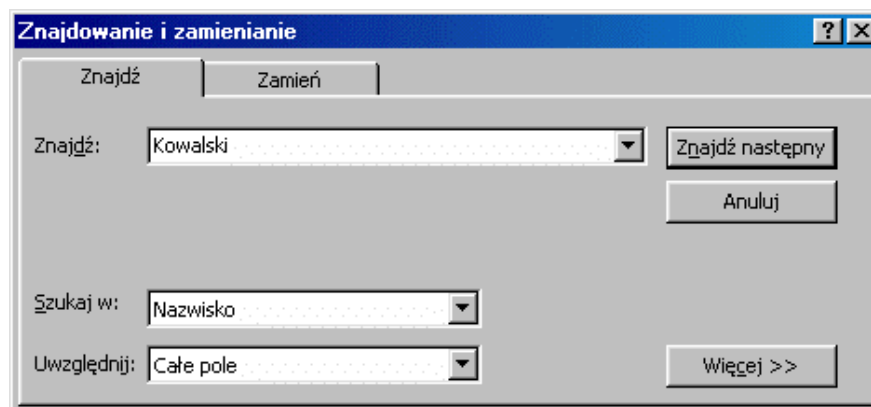 Znajdowanie i zamienianie
Znajdź Zamień
Znajdź: Kowalski Znajdź następny
Anuluj
Szukaj w: Nazwisko
Uwzględnij: Całe pole Więcej >>